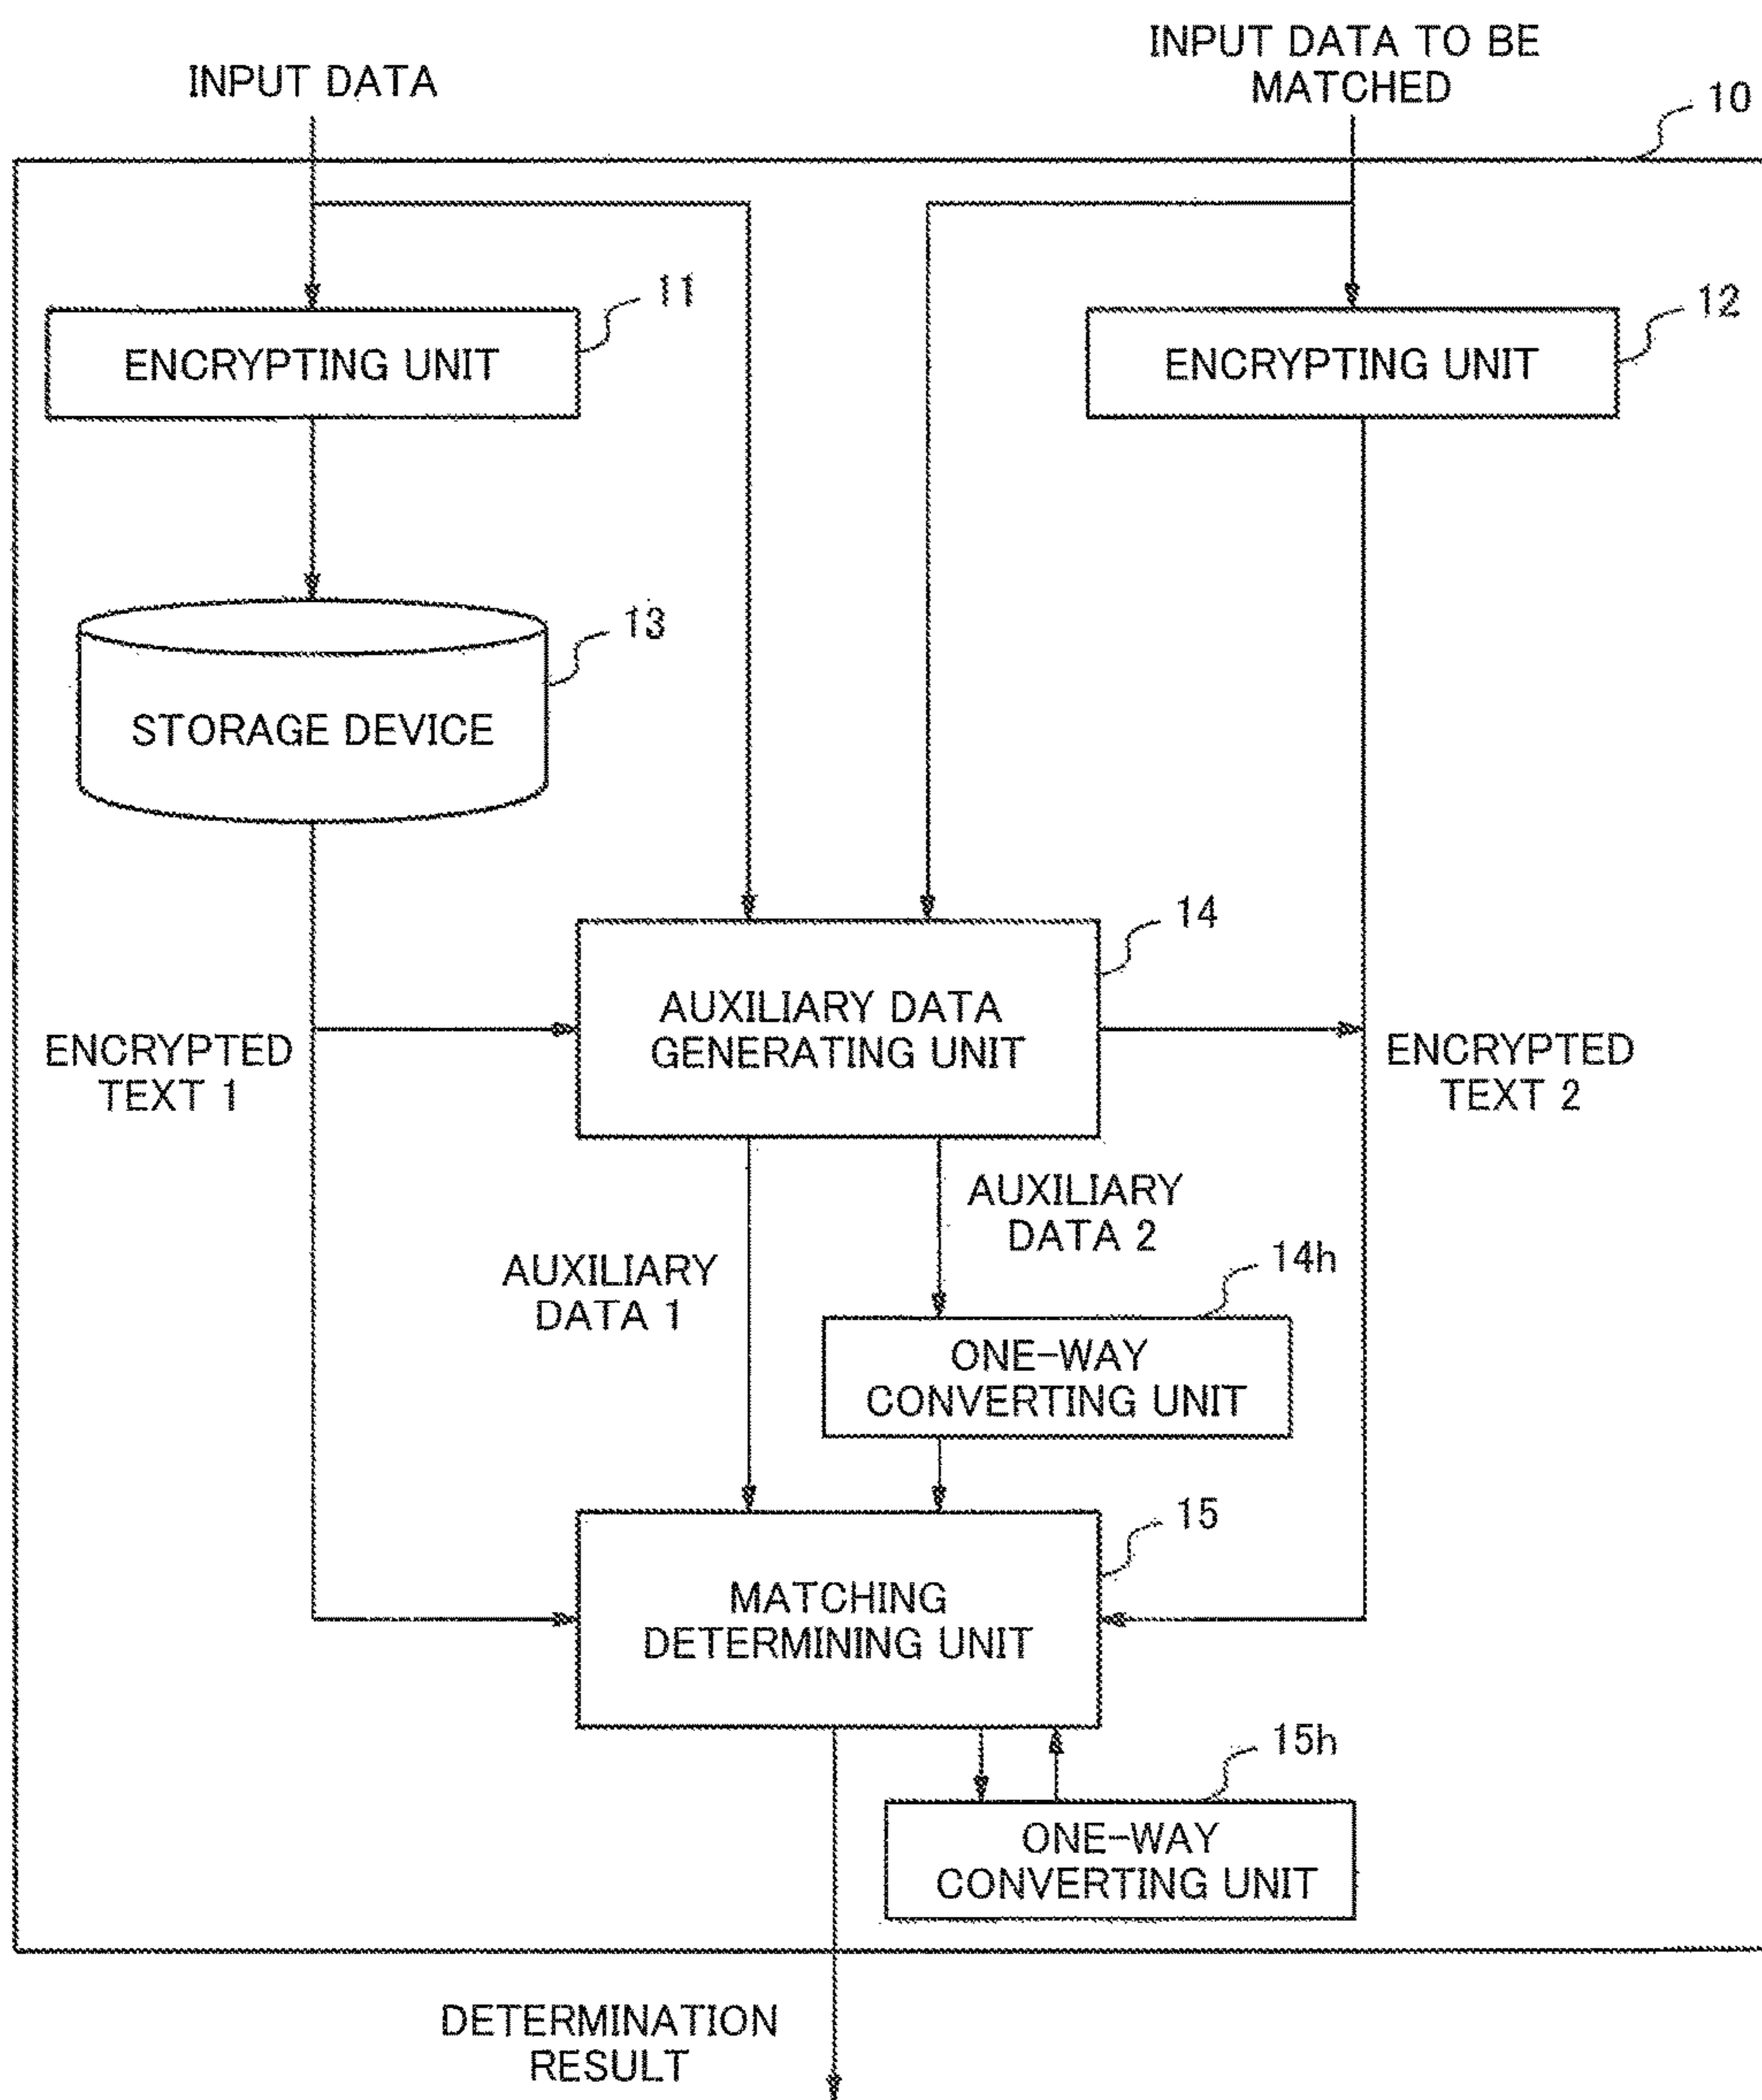 INPUT DATA
INPUT DATA TO BE
MATCHED
10
ENCRYPTING UNIT
11
ENCRYPTING UNIT
12
STORAGE DEVICE
13
14
AUXILIARY DATA
GENERATING UNIT
ENCRYPTED
TEXT 1
ENCRYPTED
TEXT 2
AUXILIARY
DATA 2
AUXILIARY
DATA 1
14h
ONE-WAY
CONVERTING UNIT
15
MATCHING
DETERMINING UNIT
15h
ONE-WAY
CONVERTING UNIT
DETERMINATION
RESULT